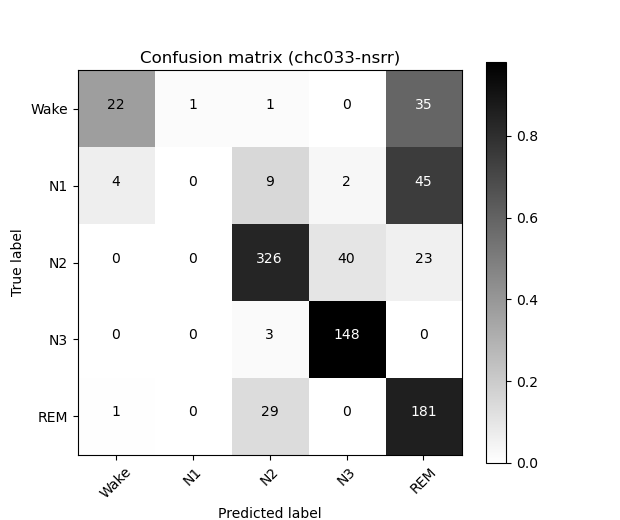 Confusion matrix (chc033-nsrr)
True label
Wake 22 1 1 0 35
N1 4 0 9 2 45
N2 0 0 326 40 23
N3 0 0 3 148 0
REM 1 0 29 0 181
Wake N1 N2 N3 REM
Predicted label
0.8
0.6
0.4
0.2
0.0